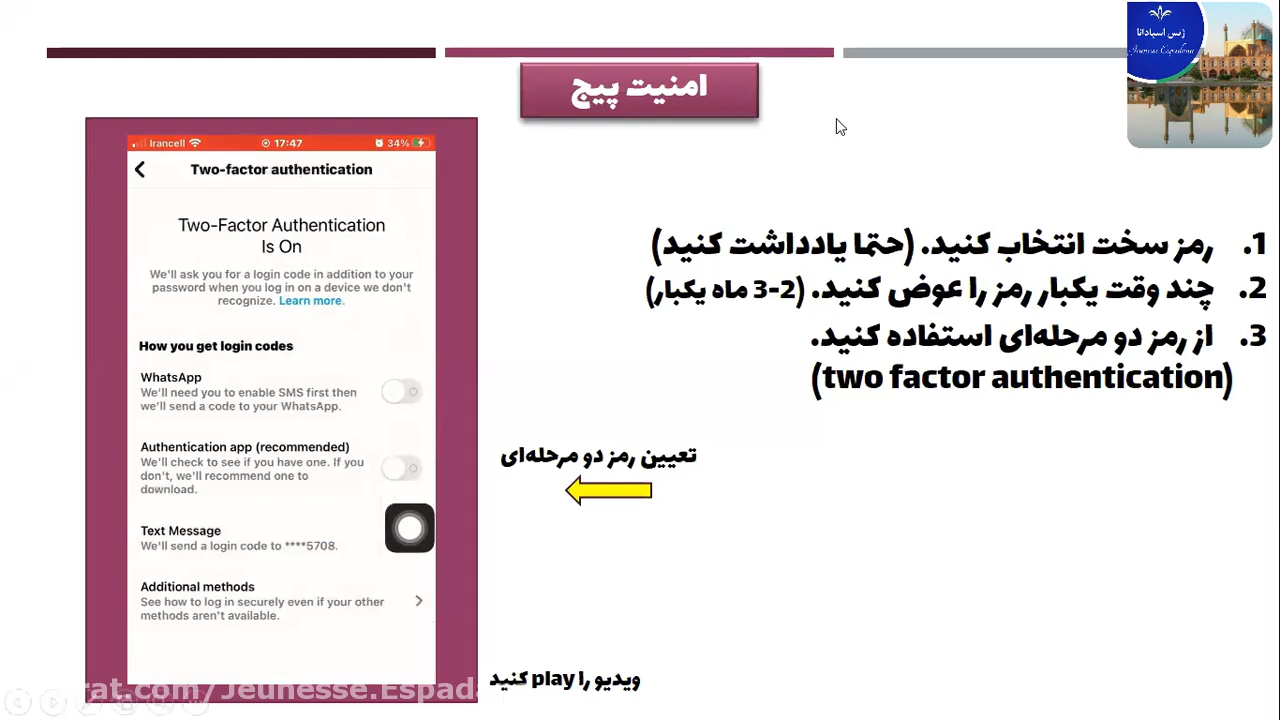 ژنس اسپادانا
Jeunesse Espadana
امنیت پیج
1. رمز سخت انتخاب کنید. (حتما یادداشت کنید)
2. چند وقت یکبار رمز را عوض کنید. (2-3 ماه یکبار)
3. از رمز دو مرحله‌ای استفاده کنید.
(two factor authentication)
تعیین رمز دو مرحله‌ای
Irancell 17:47 34%
Two-factor authentication
Two-Factor Authentication
Is On
We'll ask you for a login code in addition to your
password when you log in on a device we don't
recognize. Learn more.
How you get login codes
WhatsApp
We'll need you to enable SMS first then
we'll send a code to your WhatsApp.
Authentication app (recommended)
We'll check to see if you have one. If you
don't, we'll recommend one to
download.
Text Message
We'll send a login code to ****5708.
Additional methods
See how to log in securely even if your other
methods aren't available.
ویدیو را play کنید
rat.com/Jeunesse.Espada